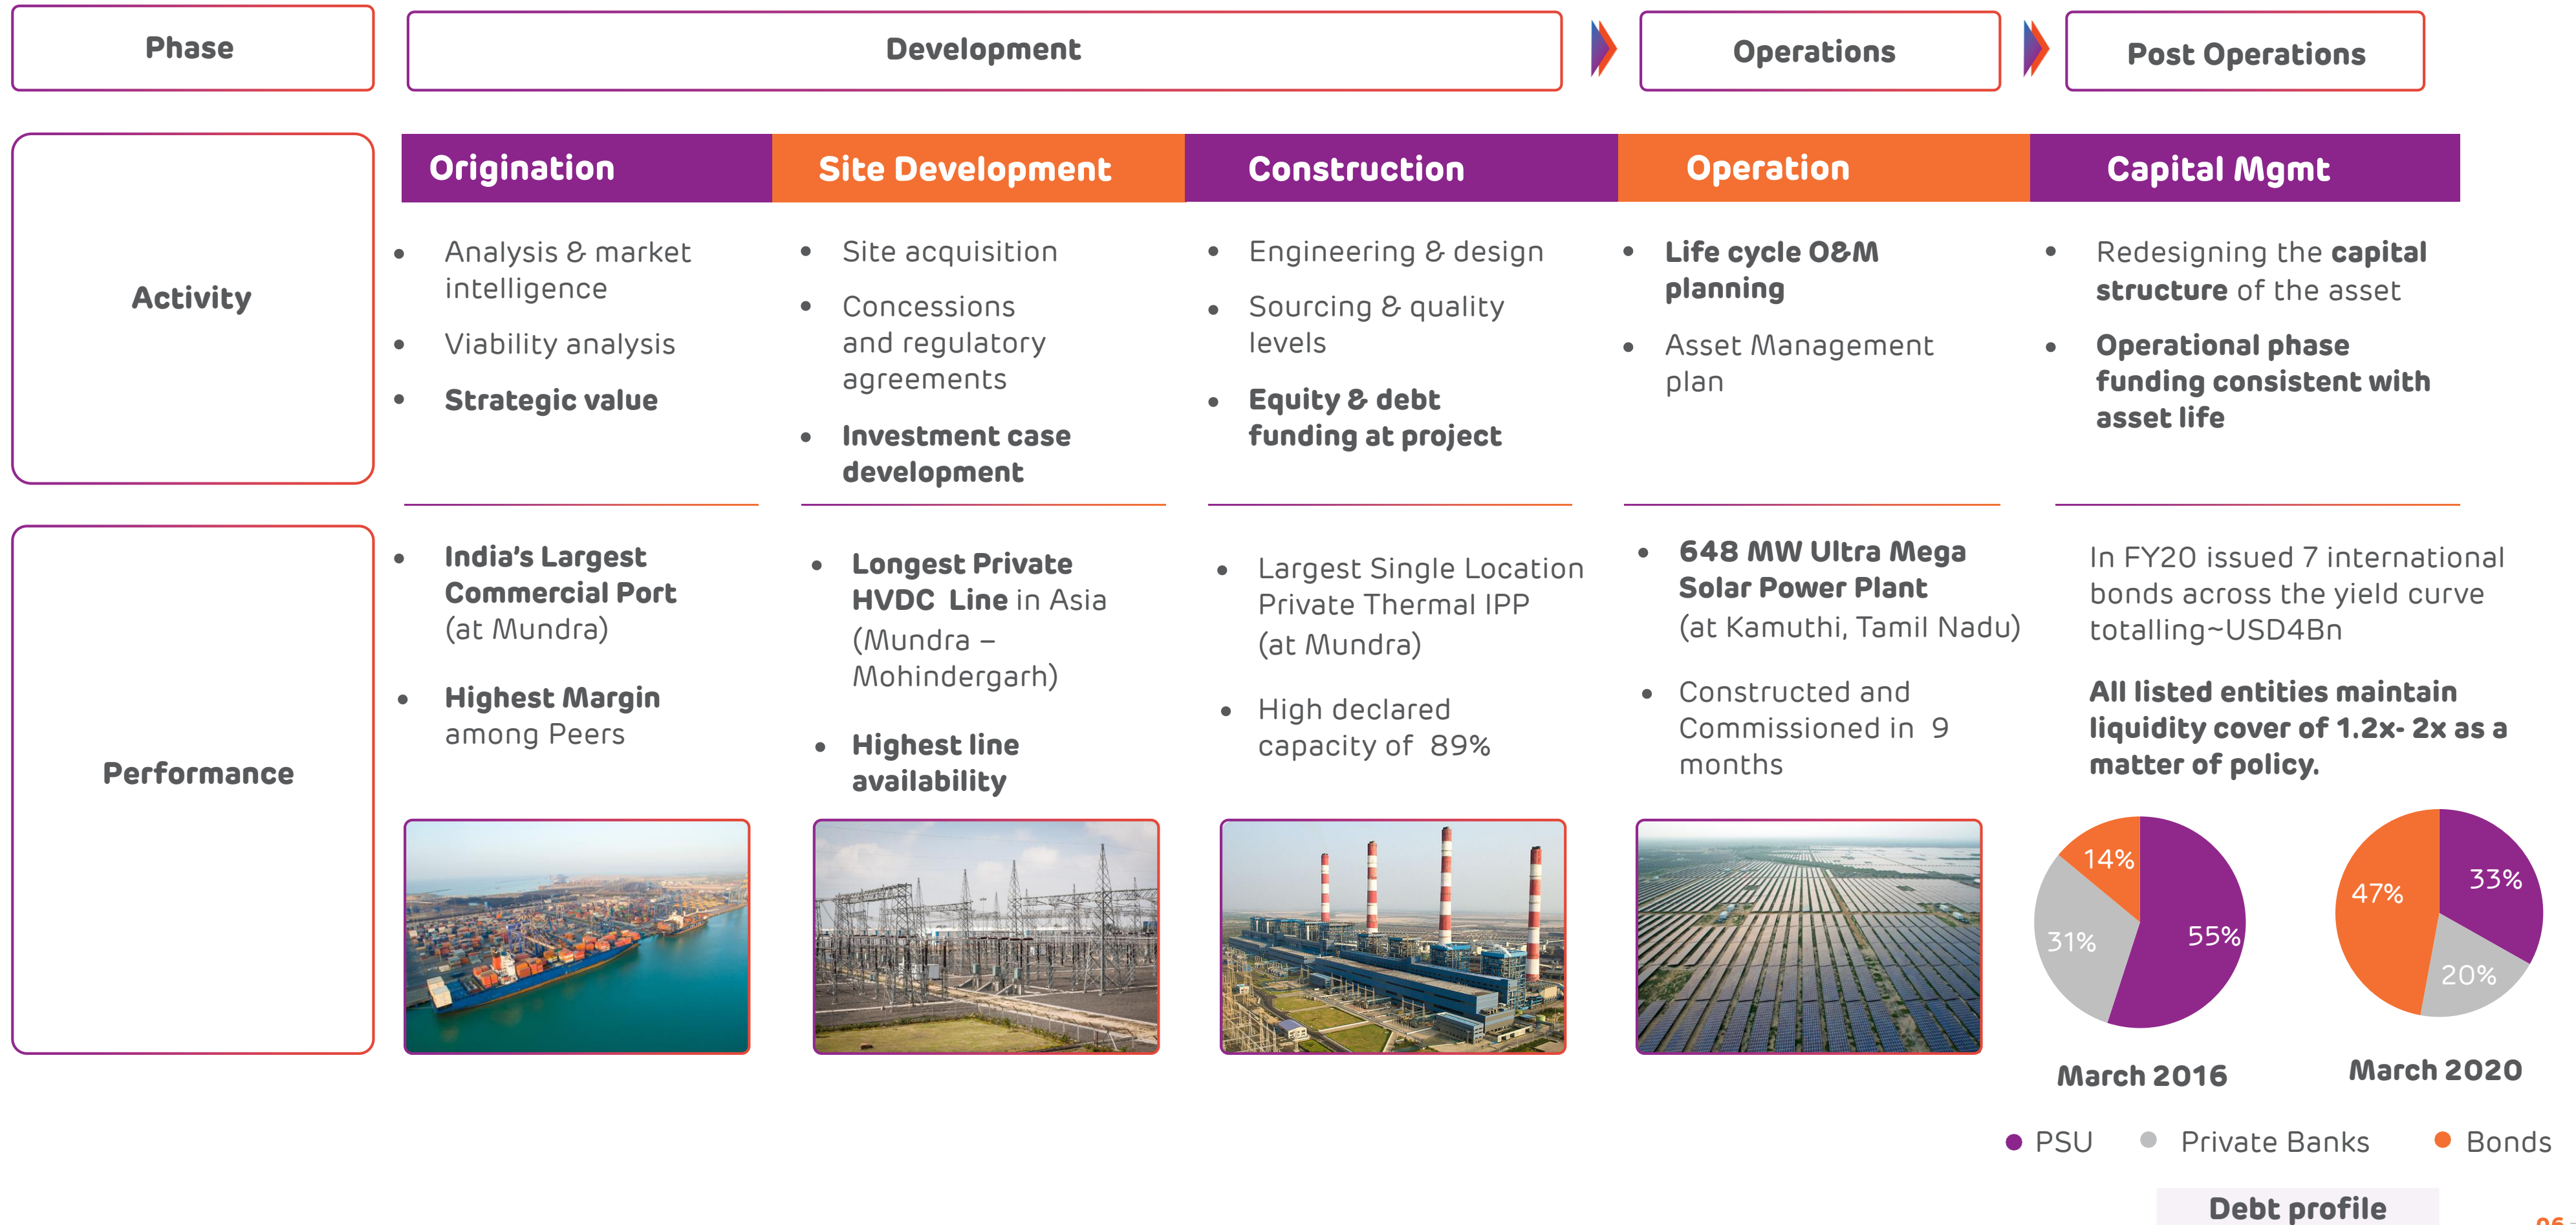 Phase
Development
Operations
Post Operations
Activity
Origination
Site Development
Construction
Operation
Capital Mgmt
• Analysis & market
intelligence
• Viability analysis
• Strategic value
• Site acquisition
• Concessions
and regulatory
agreements
• Investment case
development
• Engineering & design
• Sourcing & quality
levels
• Equity & debt
funding at project
• Life cycle O&M
planning
• Asset Management
plan
• Redesigning the capital
structure of the asset
• Operational phase
funding consistent with
asset life
Performance
• India's Largest
Commercial Port
(at Mundra)
• Highest Margin
among Peers
• Longest Private
HVDC Line in Asia
(Mundra –
Mohindergarh)
• Highest line
availability
• Largest Single Location
Private Thermal IPP
(at Mundra)
• High declared
capacity of 89%
• 648 MW Ultra Mega
Solar Power Plant
(at Kamuthi, Tamil Nadu)
• Constructed and
Commissioned in 9
months
In FY20 issued 7 international
bonds across the yield curve
totalling~USD4Bn
All listed entities maintain
liquidity cover of 1.2x- 2x as a
matter of policy.
14%
31%
55%
March 2016
47%
33%
20%
March 2020
PSU
Private Banks
Bonds
Debt profile